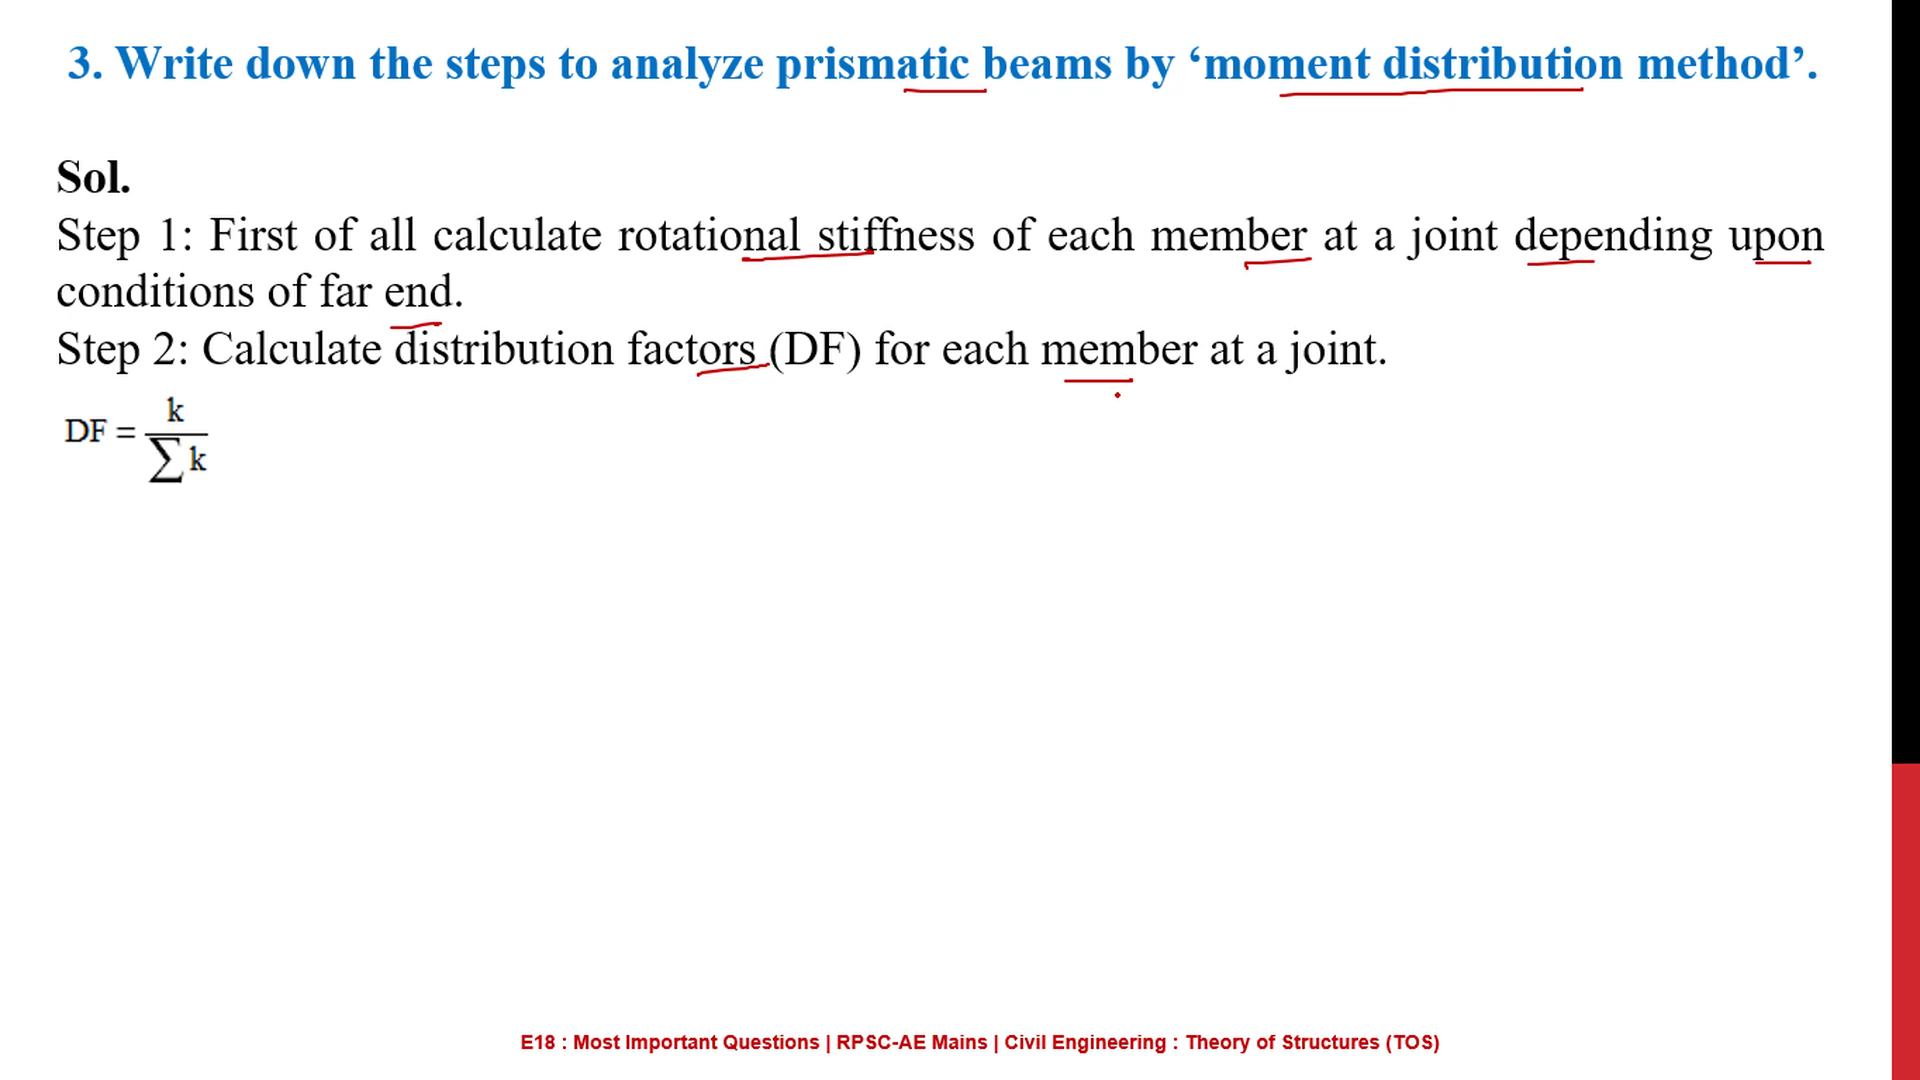 3. Write down the steps to analyze prismatic beams by ‘moment distribution method’.
Sol.
Step 1: First of all calculate rotational stiffness of each member at a joint depending upon
conditions of far end.
Step 2: Calculate distribution factors (DF) for each member at a joint.
DF = k / ∑k
E18 : Most Important Questions | RPSC-AE Mains | Civil Engineering : Theory of Structures (TOS)